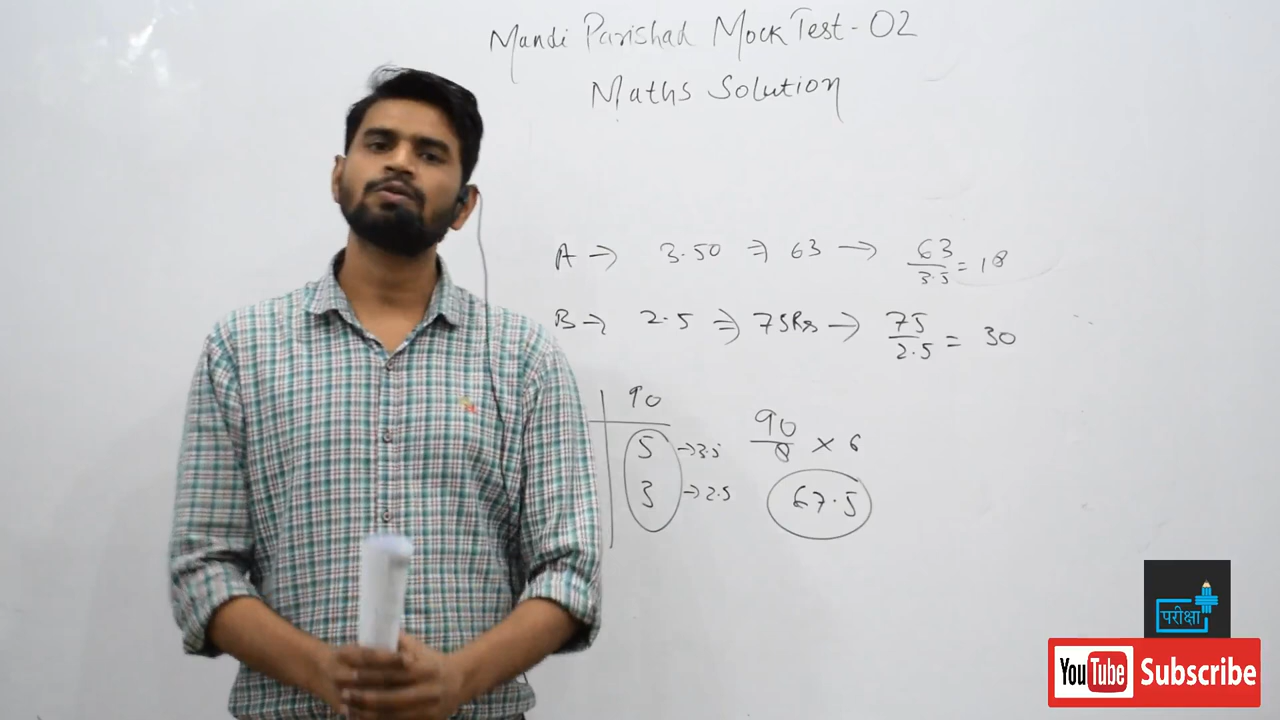 Mandi Parishad Mock Test - 02
Maths Solution
A → 3.50 ⇒ 63 → 63/3.5 = 18
B → 2.5 ⇒ 75Rs → 75/2.5 = 30
90
5 → 3.5
3 → 2.5
90/8 × 6
67.5
परीक्षा
YouTube Subscribe